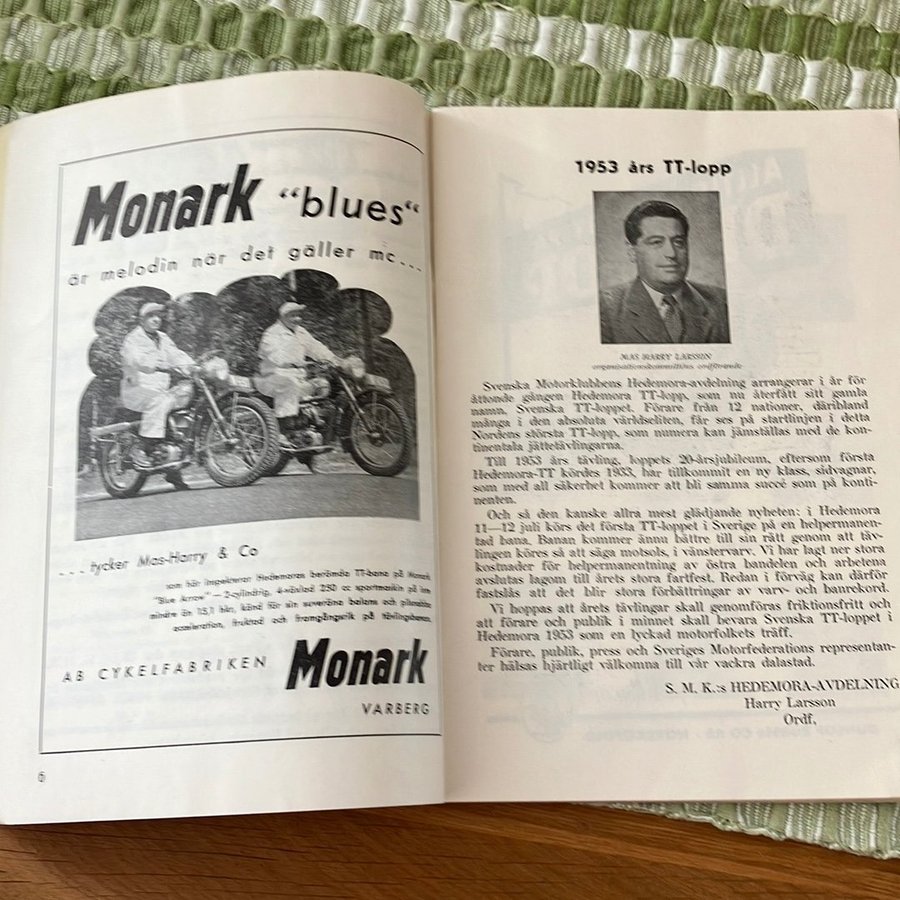 Monark "blues"
är melodin när det gäller mc...
... tycker Mas-Harry & Co
som här inspekterar Hedemoras berömda TT-bana på Monark
"Blue Arrow" — 2-cylindrig, 4-växlad 250 cc sportmaskin på inte
mindre än 15,1 hkr, känd för sin suveräna balans och pilsnabba
acceleration, fruktad och framgångsrik på tävlingsbanan.
AB CYKELFABRIKEN Monark
VARBERG
6
1953 års TT-lopp
MAS HARRY LARSSON
organisationskommitténs ordförande
Svenska Motorklubbens Hedemora-avdelning arrangerar i år för
åttonde gången Hedemora TT-lopp, som nu återfått sitt gamla
namn, Svenska TT-loppet. Förare från 12 nationer, däribland
många i den absoluta världseliten, får ses på startlinjen i detta
Nordens största TT-lopp, som numera kan jämställas med de kon-
tinentala jättetävlingarna.
Till 1953 års tävling, loppets 20-årsjubileum, eftersom första
Hedemora-TT kördes 1933, har tillkommit en ny klass, sidvagnar,
som med all säkerhet kommer att bli samma succé som på konti-
nenten.
Och så den kanske allra mest glädjande nyheten: i Hedemora
11—12 juli körs det första TT-loppet i Sverige på en helpermanen-
tad bana. Banan kommer ännu bättre till sin rätt genom att täv-
lingen köres så att säga motsols, i vänstervarv. Vi har lagt ner stora
kostnader för helpermanentning av östra bandelen och arbetena
avslutas lagom till årets stora fartfest. Redan i förväg kan därför
fastslås att det blir stora förbättringar av varv- och banrekord.
Vi hoppas att årets tävlingar skall genomföras friktionsfritt och
att förare och publik i minnet skall bevara Svenska TT-loppet i
Hedemora 1953 som en lyckad motorfolkets träff.
Förare, publik, press och Sveriges Motorfederations representan-
ter hälsas hjärtligt välkomna till vår vackra dalastad.
S. M. K.:s HEDEMORA-AVDELNING
Harry Larsson
Ordf,